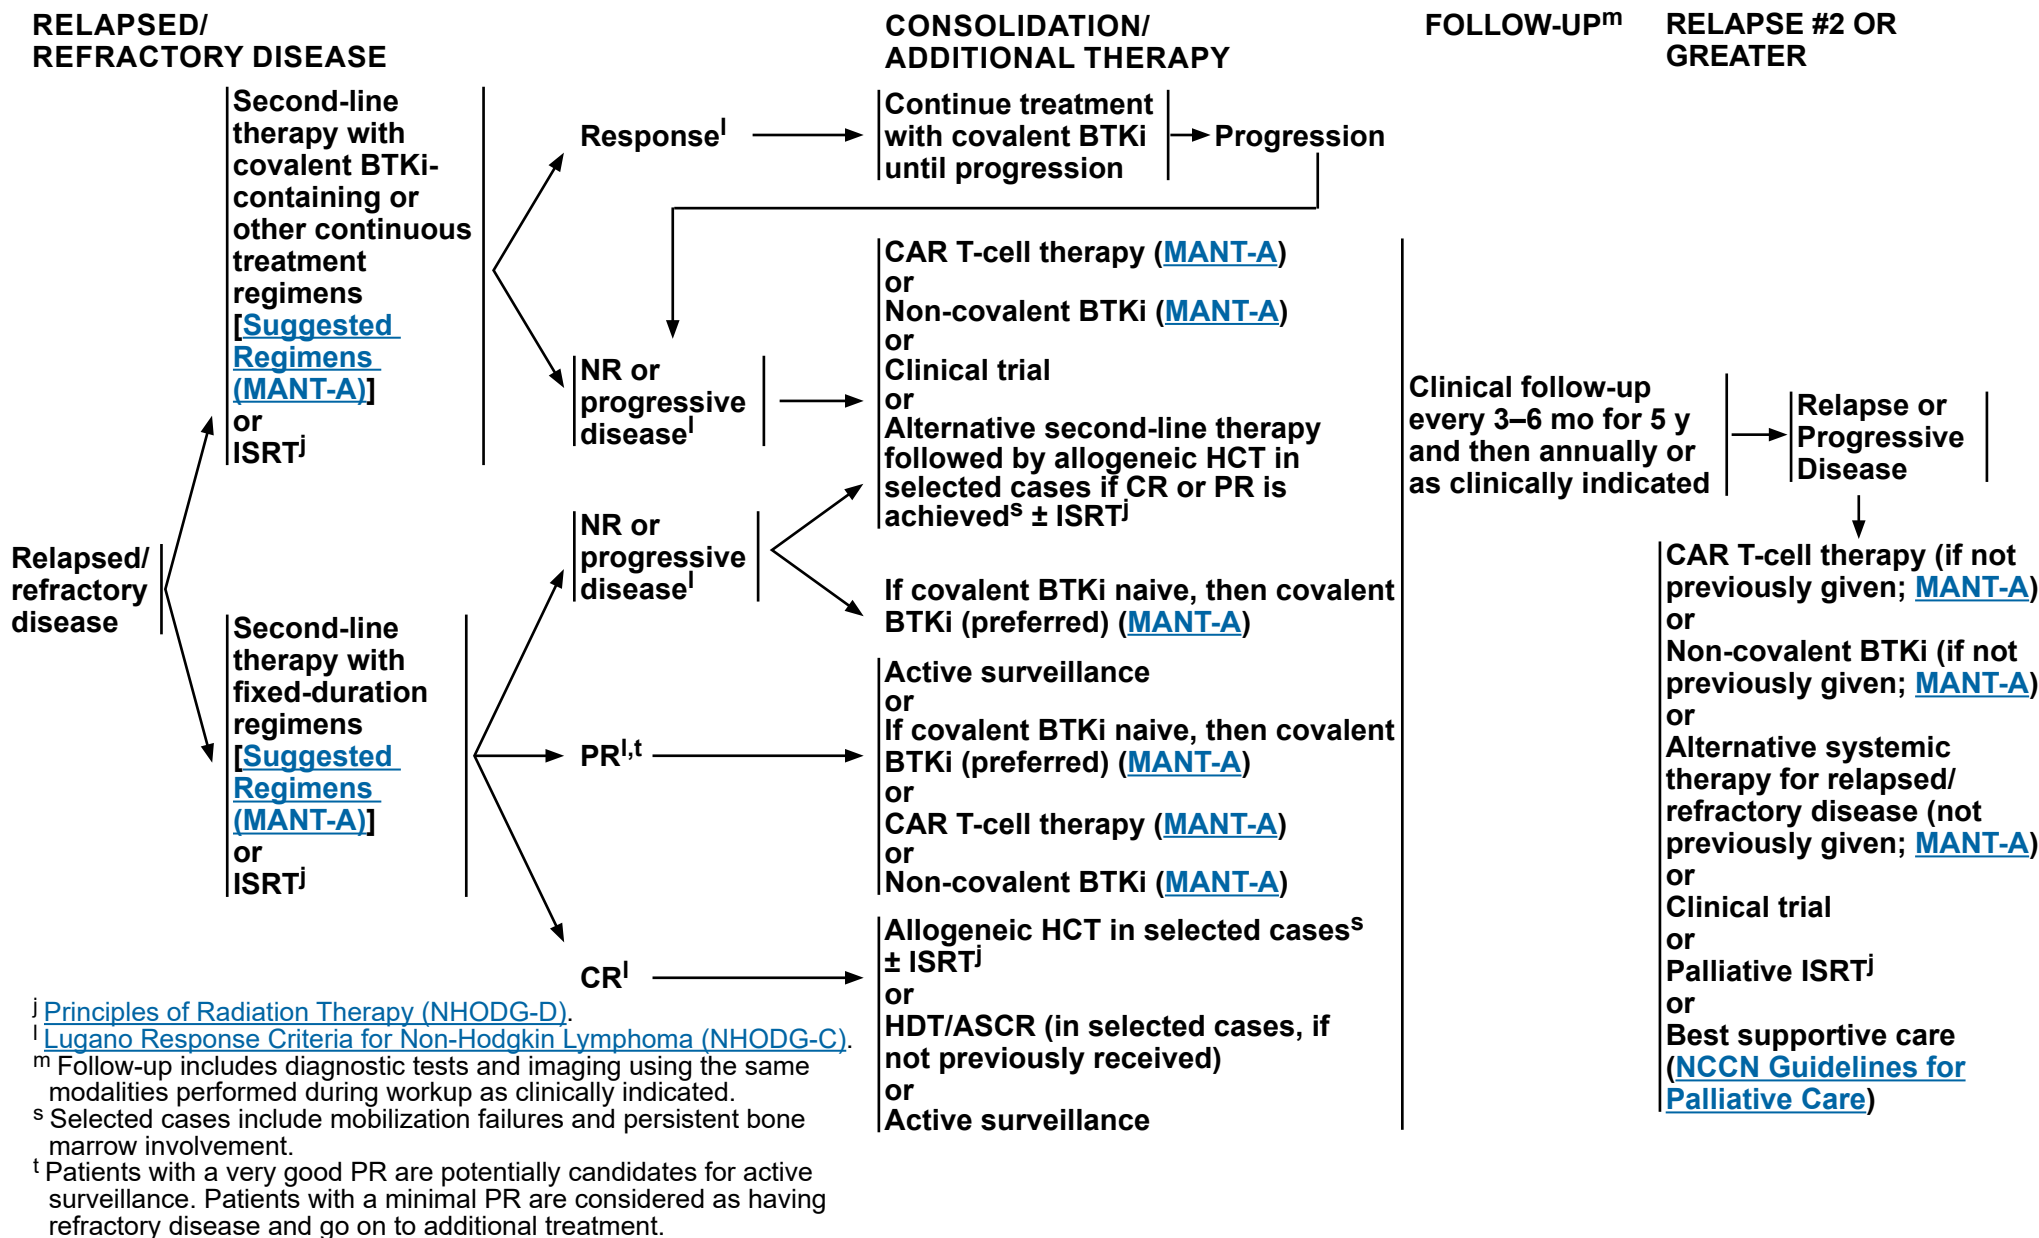 RELAPSED/
REFRACTORY DISEASE
CONSOLIDATION/
ADDITIONAL THERAPY
FOLLOW-UPᵐ
RELAPSE #2 OR
GREATER
Relapsed/
refractory
disease
Second-line
therapy with
covalent BTKi-
containing or
other continuous
treatment
regimens
[Suggested
Regimens
(MANT-A)]
or
ISRTʲ
Second-line
therapy with
fixed-duration
regimens
[Suggested
Regimens
(MANT-A)]
or
ISRTʲ
Responseˡ
NR or
progressive
diseaseˡ
NR or
progressive
diseaseˡ
PRˡ,ᵗ
CRˡ
Continue treatment
with covalent BTKi
until progression
Progression
CAR T-cell therapy (MANT-A)
or
Non-covalent BTKi (MANT-A)
or
Clinical trial
or
Alternative second-line therapy
followed by allogeneic HCT in
selected cases if CR or PR is
achievedˢ ± ISRTʲ
If covalent BTKi naive, then covalent
BTKi (preferred) (MANT-A)
Active surveillance
or
If covalent BTKi naive, then covalent
BTKi (preferred) (MANT-A)
or
CAR T-cell therapy (MANT-A)
or
Non-covalent BTKi (MANT-A)
Allogeneic HCT in selected casesˢ
± ISRTʲ
or
HDT/ASCR (in selected cases, if
not previously received)
or
Active surveillance
Clinical follow-up
every 3–6 mo for 5 y
and then annually or
as clinically indicated
Relapse or
Progressive
Disease
CAR T-cell therapy (if not
previously given; MANT-A)
or
Non-covalent BTKi (if not
previously given; MANT-A)
or
Alternative systemic
therapy for relapsed/
refractory disease (not
previously given; MANT-A)
or
Clinical trial
or
Palliative ISRTʲ
or
Best supportive care
(NCCN Guidelines for
Palliative Care)
ʲ Principles of Radiation Therapy (NHODG-D).
ˡ Lugano Response Criteria for Non-Hodgkin Lymphoma (NHODG-C).
ᵐ Follow-up includes diagnostic tests and imaging using the same
modalities performed during workup as clinically indicated.
ˢ Selected cases include mobilization failures and persistent bone
marrow involvement.
ᵗ Patients with a very good PR are potentially candidates for active
surveillance. Patients with a minimal PR are considered as having
refractory disease and go on to additional treatment.